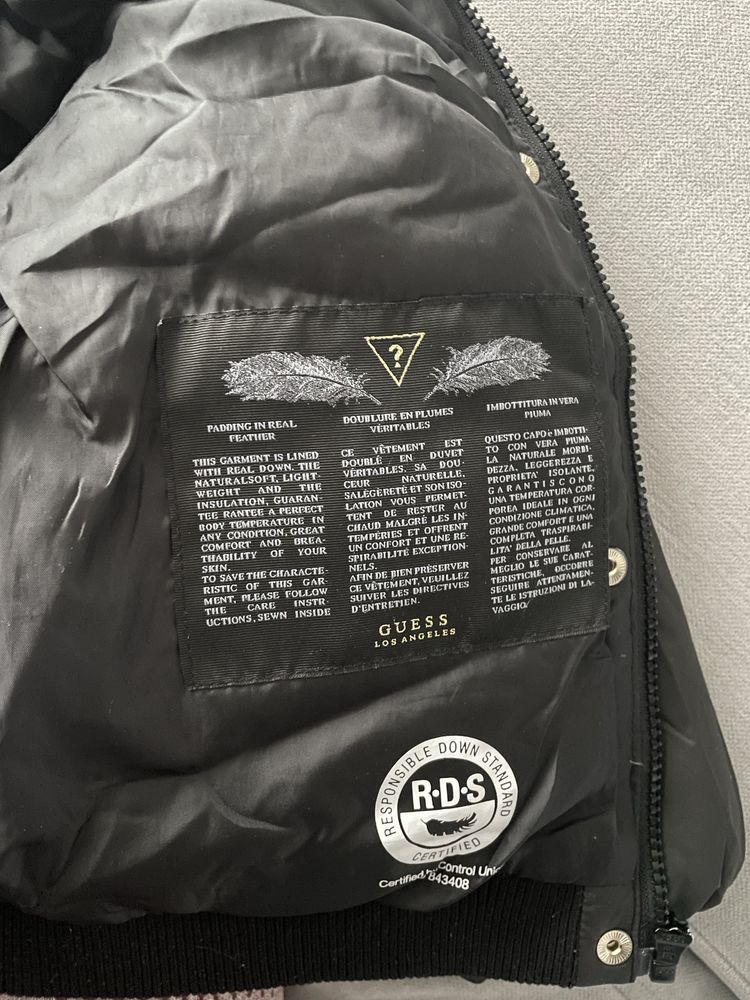 ?
PADDING IN REAL
FEATHER
THIS GARMENT IS LINED
WITH REAL DOWN. THE
NATURALSOFT, LIGHT-
WEIGHT AND THE
INSULATION, GUARAN-
TEE RANTEE A PERFECT
BODY TEMPERATURE IN
ANY CONDITION, GREAT
COMFORT AND BREA-
THABILITY OF YOUR
SKIN.
TO SAVE THE CHARACTE-
RISTIC OF THIS GAR-
MENT, PLEASE FOLLOW
THE CARE INSTR-
UCTIONS, SEWN INSIDE
DOUBLURE EN PLUMES
VÉRITABLES
CE VÊTEMENT EST
DOUBLÉ EN DUVET
VÉRITABLES. SA DOU-
CEUR NATURELLE,
SALÉGÈRETÉ ET SON ISO-
LATION VOUS PERMET-
TENT DE RESTER AU
CHAUD MALGRÉ LES IN-
TEMPÉRIES ET OFFRENT
UN CONFORT ET UNE RE-
SPIRABILITÉ EXCEPTION-
NELS.
AFIN DE BIEN PRÉSERVER
CE VÊTEMENT, VEUILLEZ
SUIVER LES DIRECTIVES
D'ENTRETIEN.
IMBOTTITURA IN VERA
PIUMA
QUESTO CAPO è IMBOTTI-
TO CON VERA PIUMA
LA NATURALE MORBI-
DEZZA, LEGGEREZZA E
PROPRIETA' ISOLANTE,
GARANTISCONO
UNA TEMPERATURA COR-
POREA IDEALE IN OGNI
CONDIZIONE CLIMATICA,
GRANDE COMFORT E UNA
COMPLETA TRASPIRABI-
LITA' DELLA PELLE.
PER CONSERVARE AL
MEGLIO LE SUE CARAT-
TERISTICHE, OCCORRE
SEGUIRE ATTENTAMEN-
TE LE ISTRUZIONI DI LA-
VAGGIO/
GUESS
LOS ANGELES
RESPONSIBLE DOWN STANDARD
R·D·S
CERTIFIED
Certified by Control
843408